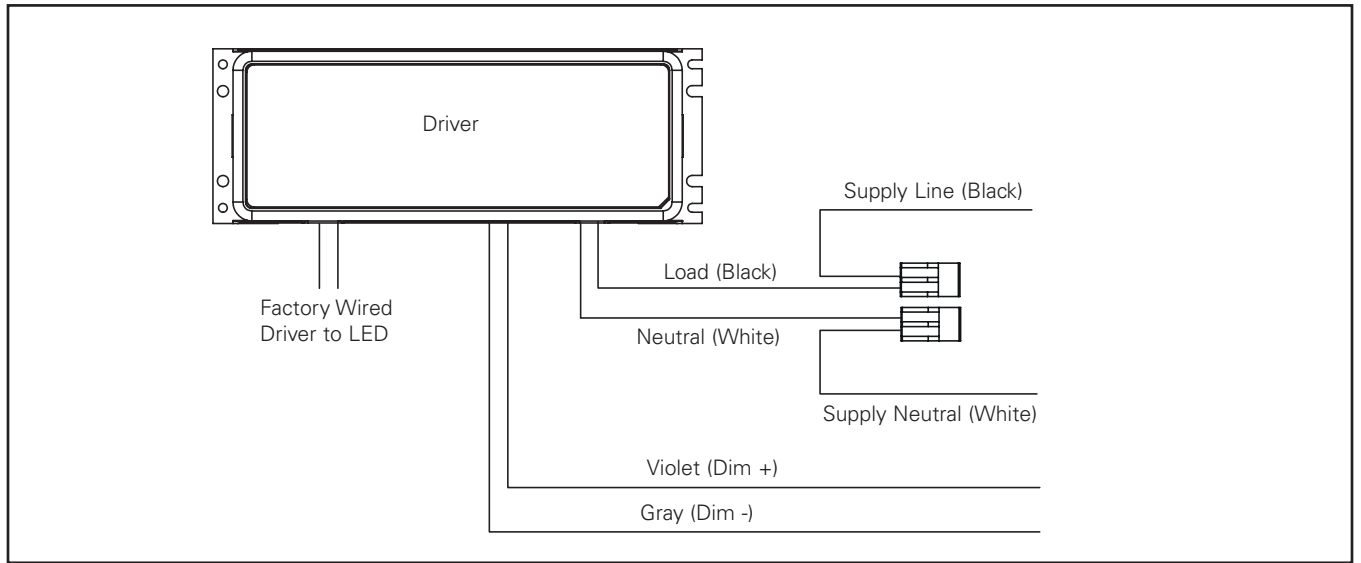 Driver
Supply Line (Black)
Load (Black)
Factory Wired
Driver to LED
Neutral (White)
Supply Neutral (White)
Violet (Dim +)
Gray (Dim -)